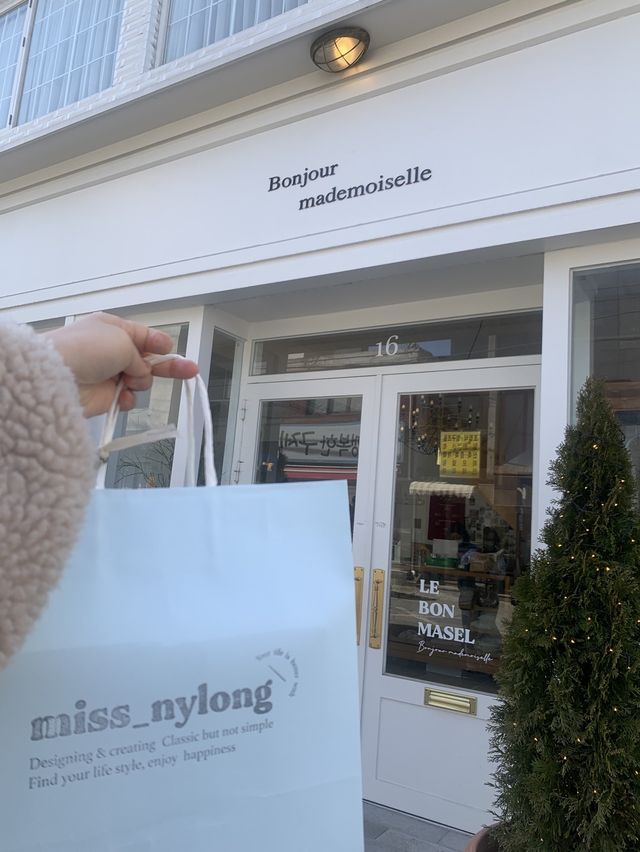 Bonjour
mademoiselle
16
LE
BON
MASEL
Bonjour mademoiselle
miss_nylong
Designing & creating Classic but not simple
Find your life style, enjoy happiness